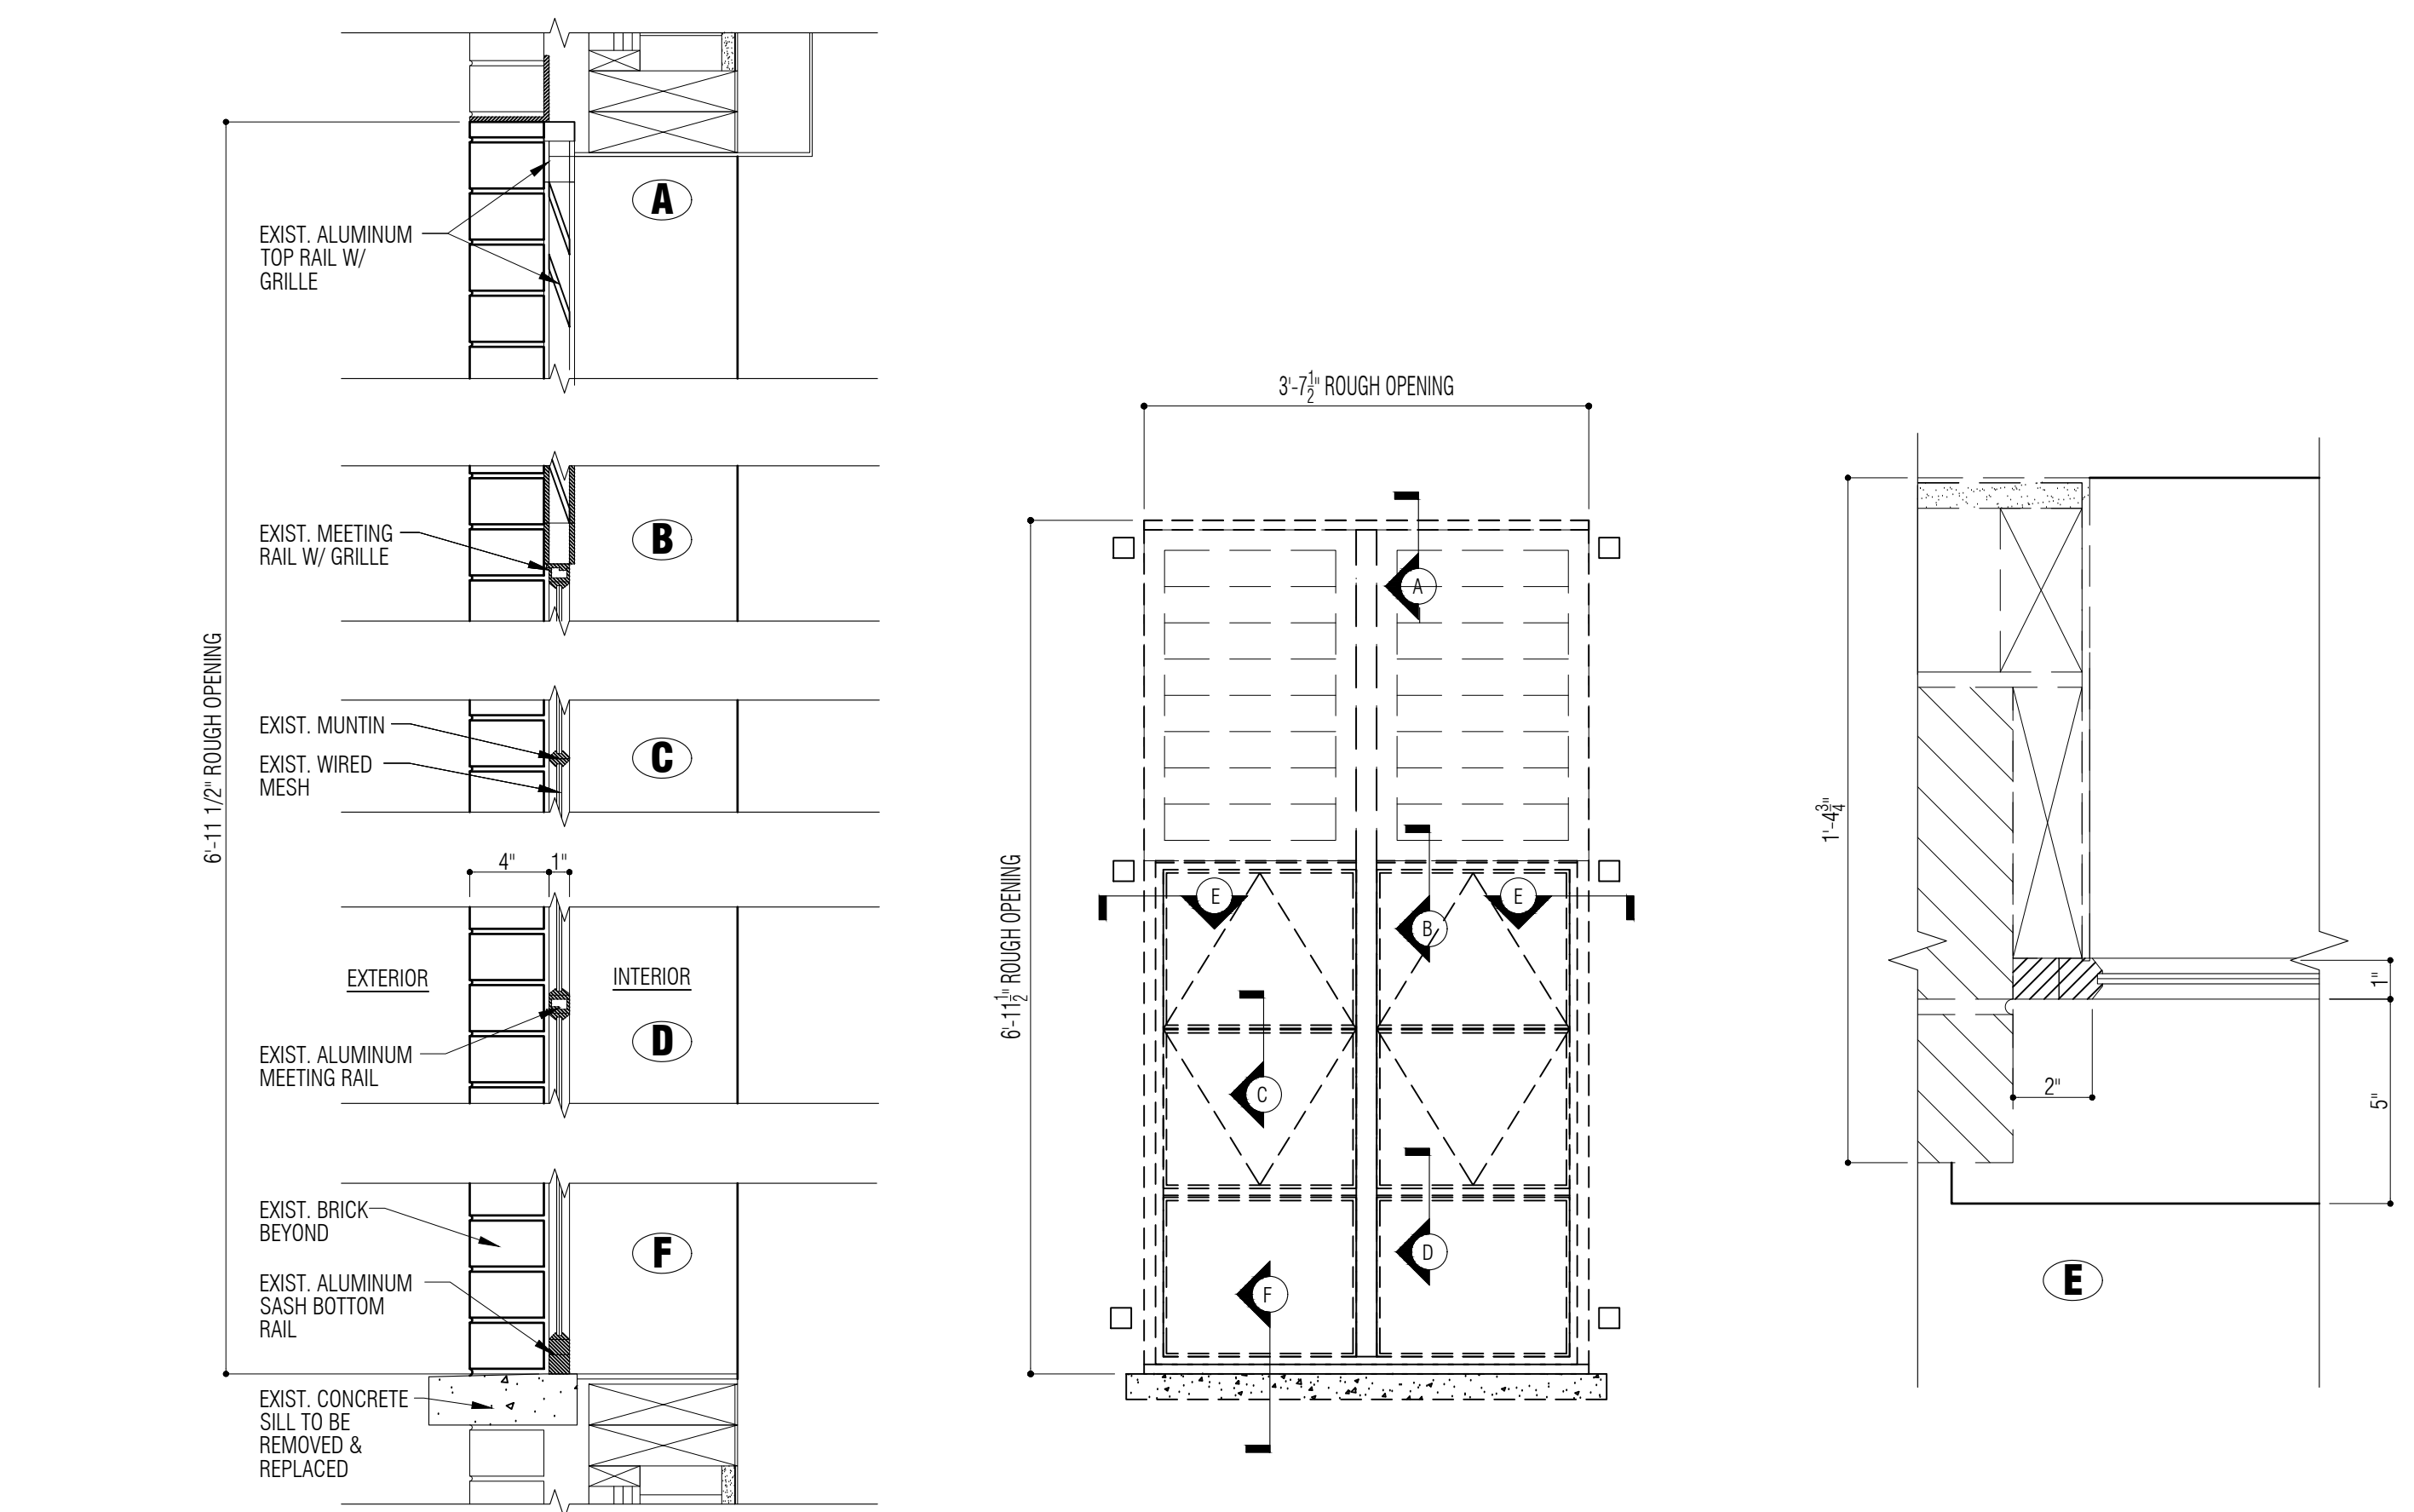 A
EXIST. ALUMINUM
TOP RAIL W/
GRILLE
EXIST. MEETING
RAIL W/ GRILLE
B
6'-11 1/2" ROUGH OPENING
EXIST. MUNTIN
EXIST. WIRED
MESH
C
4"
1"
EXTERIOR
INTERIOR
EXIST. ALUMINUM
MEETING RAIL
D
EXIST. BRICK
BEYOND
EXIST. ALUMINUM
SASH BOTTOM
RAIL
F
EXIST. CONCRETE
SILL TO BE
REMOVED &
REPLACED
3'-7 1/2" ROUGH OPENING
6'-11 1/2" ROUGH OPENING
A
E
E
B
C
D
F
1'-4 3/4"
1"
2"
5"
E